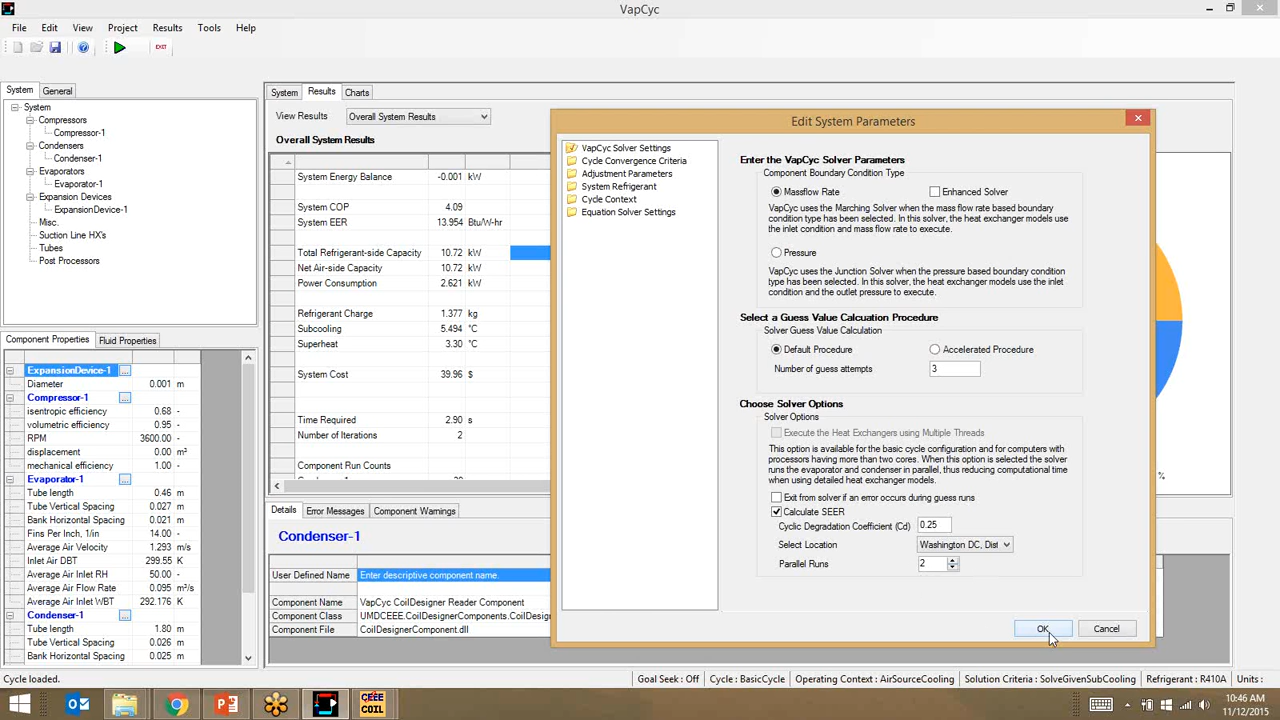 VapCyc
File Edit View Project Results Tools Help
EXIT
System General
System
Compressors
Compressor-1
Condensers
Condenser-1
Evaporators
Evaporator-1
Expansion Devices
ExpansionDevice-1
Misc.
Suction Line HX's
Tubes
Post Processors
Component Properties Fluid Properties
ExpansionDevice-1 ...
Diameter 0.001 m
Compressor-1 ...
isentropic efficiency 0.68 -
volumetric efficiency 0.95 -
RPM 3600.00 -
displacement 0.00 m³
mechanical efficiency 1.00 -
Evaporator-1 ...
Tube length 0.46 m
Tube Vertical Spacing 0.027 m
Bank Horizontal Spacing 0.021 m
Fins Per Inch, 1/in 14.00 -
Average Air Velocity 1.293 m/s
Inlet Air DBT 299.55 K
Average Air Inlet RH 50.00 -
Average Air Flow Rate 0.095 m³/s
Average Air Inlet WBT 292.176 K
Condenser-1 ...
Tube length 1.80 m
Tube Vertical Spacing 0.026 m
Bank Horizontal Spacing 0.025 m
System Results Charts
View Results Overall System Results
Overall System Results
System Energy Balance -0.001 kW
System COP 4.09
System EER 13.954 Btu/W-hr
Total Refrigerant-side Capacity 10.72 kW
Net Air-side Capacity 10.72 kW
Power Consumption 2.621 kW
Refrigerant Charge 1.377 kg
Subcooling 5.494 °C
Superheat 3.30 °C
System Cost 39.96 $
Time Required 2.90 s
Number of Iterations 2
Component Run Counts
Details Error Messages Component Warnings
Condenser-1
User Defined Name Enter descriptive component name.
Component Name VapCyc CoilDesigner Reader Component
Component Class UMDCEEE.CoilDesignerComponents.CoilDesig
Component File CoilDesignerComponent.dll
Edit System Parameters
VapCyc Solver Settings
Cycle Convergence Criteria
Adjustment Parameters
System Refrigerant
Cycle Context
Equation Solver Settings
Enter the VapCyc Solver Parameters
Component Boundary Condition Type
Massflow Rate Enhanced Solver
VapCyc uses the Marching Solver when the mass flow rate based boundary
condition type has been selected. In this solver, the heat exchanger models use
the inlet condition and mass flow rate to execute.
Pressure
VapCyc uses the Junction Solver when the pressure based boundary condition
type has been selected. In this solver, the heat exchanger models use the inlet
condition and the outlet pressure to execute.
Select a Guess Value Calcuation Procedure
Solver Guess Value Calculation
Default Procedure Accelerated Procedure
Number of guess attempts 3
Choose Solver Options
Solver Options
Execute the Heat Exchangers using Multiple Threads
This option is available for the basic cycle configuration and for computers with
processors having more than two cores. When this option is selected the solver
runs the evaporator and condenser in parallel, thus reducing computational time
when using detailed heat exchanger models.
Exit from solver if an error occurs during guess runs
Calculate SEER
Cyclic Degradation Coefficient (Cd) 0.25
Select Location Washington DC, Dist
Parallel Runs 2
OK Cancel
%
Cycle loaded. Goal Seek : Off Cycle : BasicCycle Operating Context : AirSourceCooling Solution Criteria : SolveGivenSubCooling Refrigerant : R410A Units :
CEEE
COIL
10:46 AM
11/12/2015